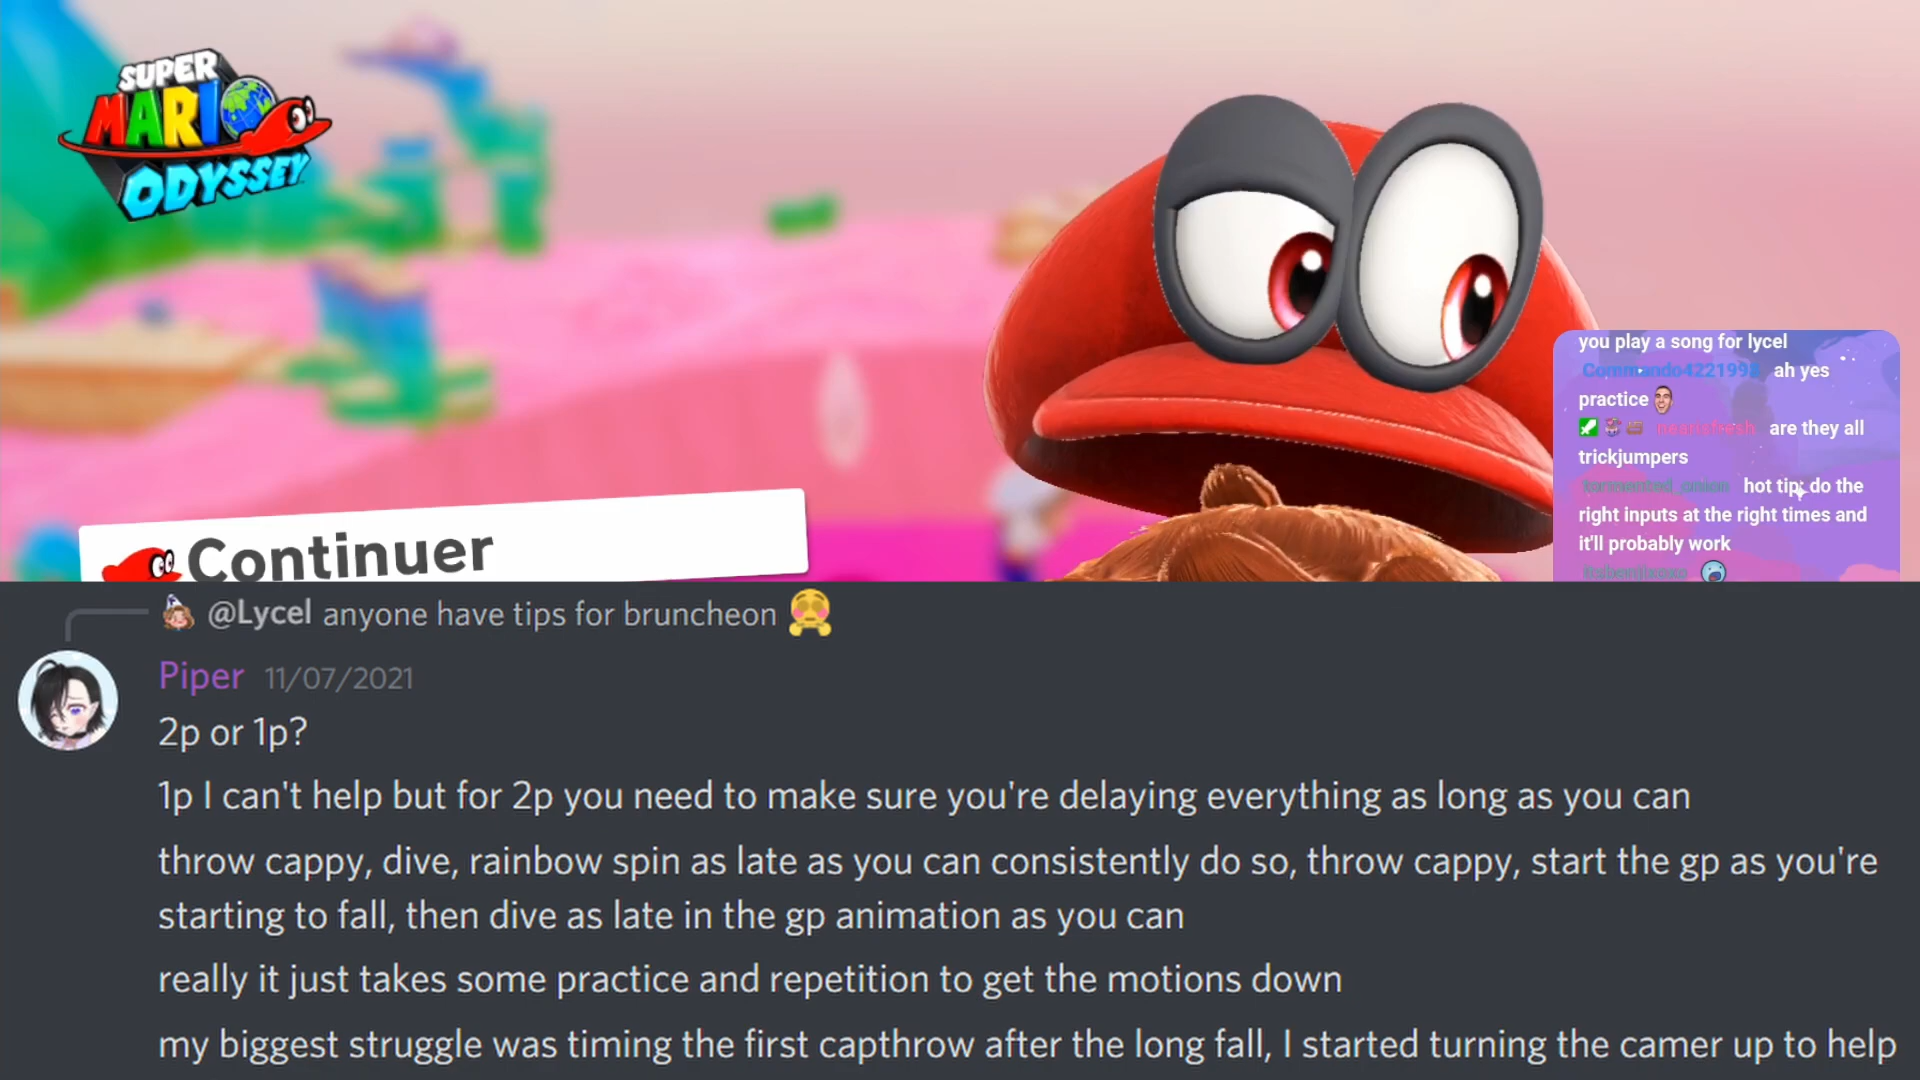 SUPER
MARIO
ODYSSEY
Continuer
you play a song for lycel
Commando4221998 ah yes
practice
nearisfresh are they all
trickjumpers
hot tip: do the
right inputs at the right times and
it'll probably work
@Lycel anyone have tips for bruncheon
Piper 11/07/2021
2p or 1p?
1p I can't help but for 2p you need to make sure you're delaying everything as long as you can
throw cappy, dive, rainbow spin as late as you can consistently do so, throw cappy, start the gp as you're
starting to fall, then dive as late in the gp animation as you can
really it just takes some practice and repetition to get the motions down
my biggest struggle was timing the first capthrow after the long fall, I started turning the camer up to help